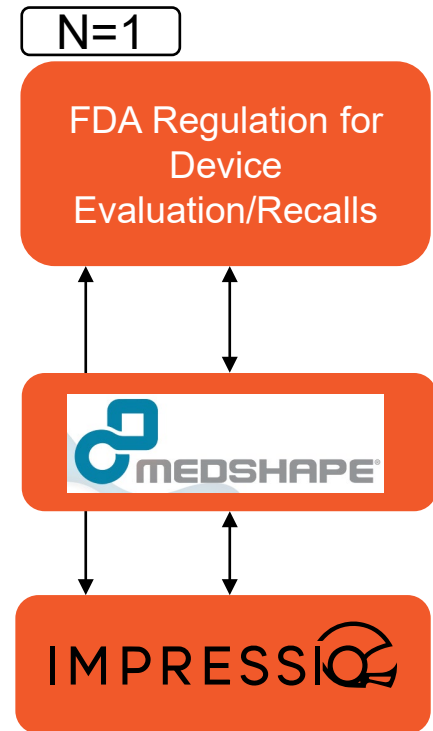 N=1
FDA Regulation for
Device
Evaluation/Recalls
MEDSHAPE®
IMPRESSIO